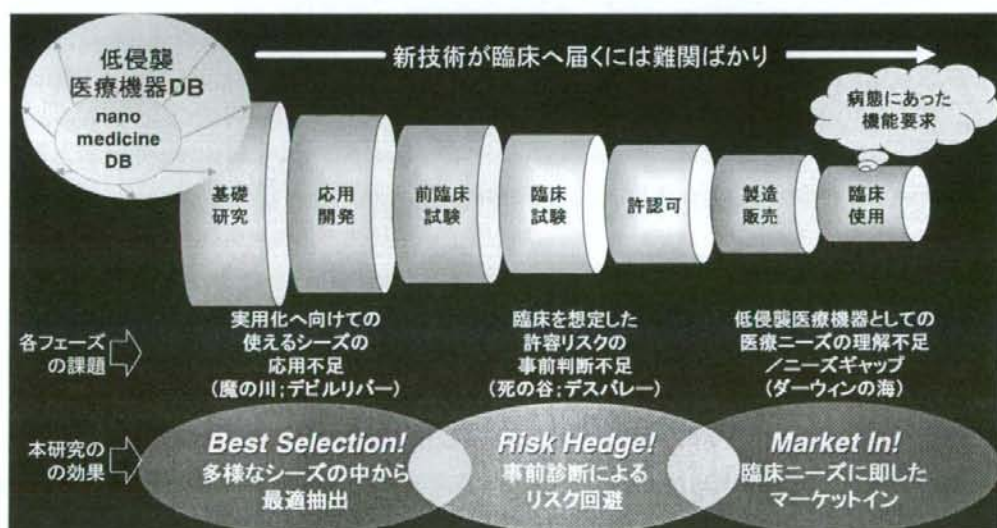 低侵襲
医療機器DB
nano
medicine
DB
新技術が臨床へ届くには難関ばかり
病態にあった
機能要求
基礎
研究
応用
開発
前臨床
試験
臨床
試験
許認可
製造
販売
臨床
使用
各フェーズ
の課題
実用化へ向けての
使えるシーズの
応用不足
(魔の川;デビルリバー)
臨床を想定した
許容リスクの
事前判断不足
(死の谷;デスバレー)
低侵襲医療機器としての
医療ニーズの理解不足
/ニーズギャップ
(ダーウィンの海)
本研究の
の効果
Best Selection!
多様なシーズの中から
最適抽出
Risk Hedge!
事前診断による
リスク回避
Market In!
臨床ニーズに即した
マーケットイン